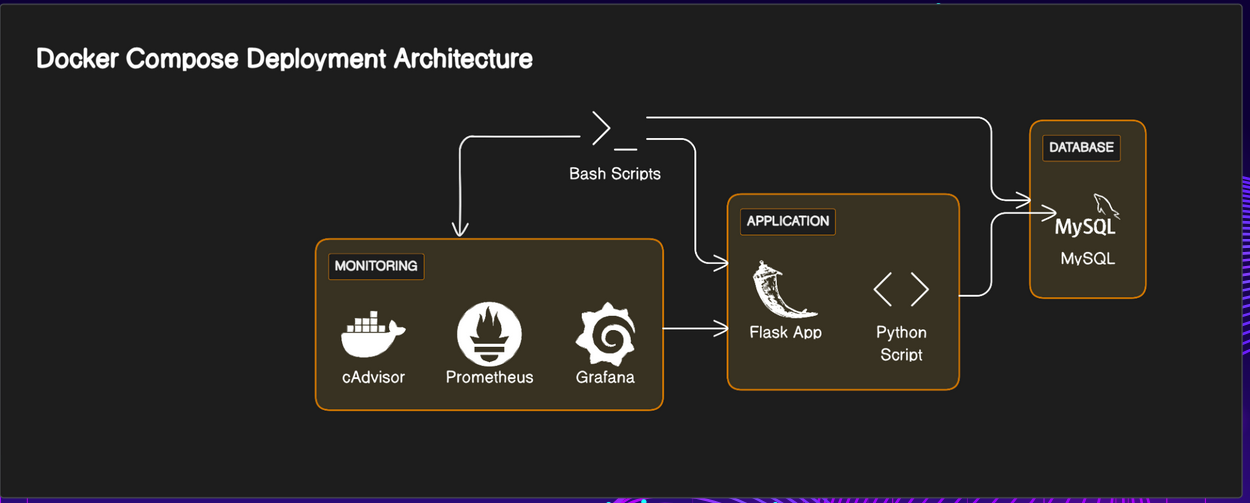 Docker Compose Deployment Architecture
Bash Scripts
DATABASE
MySQL
MySQL
APPLICATION
Flask App
Python
Script
MONITORING
cAdvisor
Prometheus
Grafana